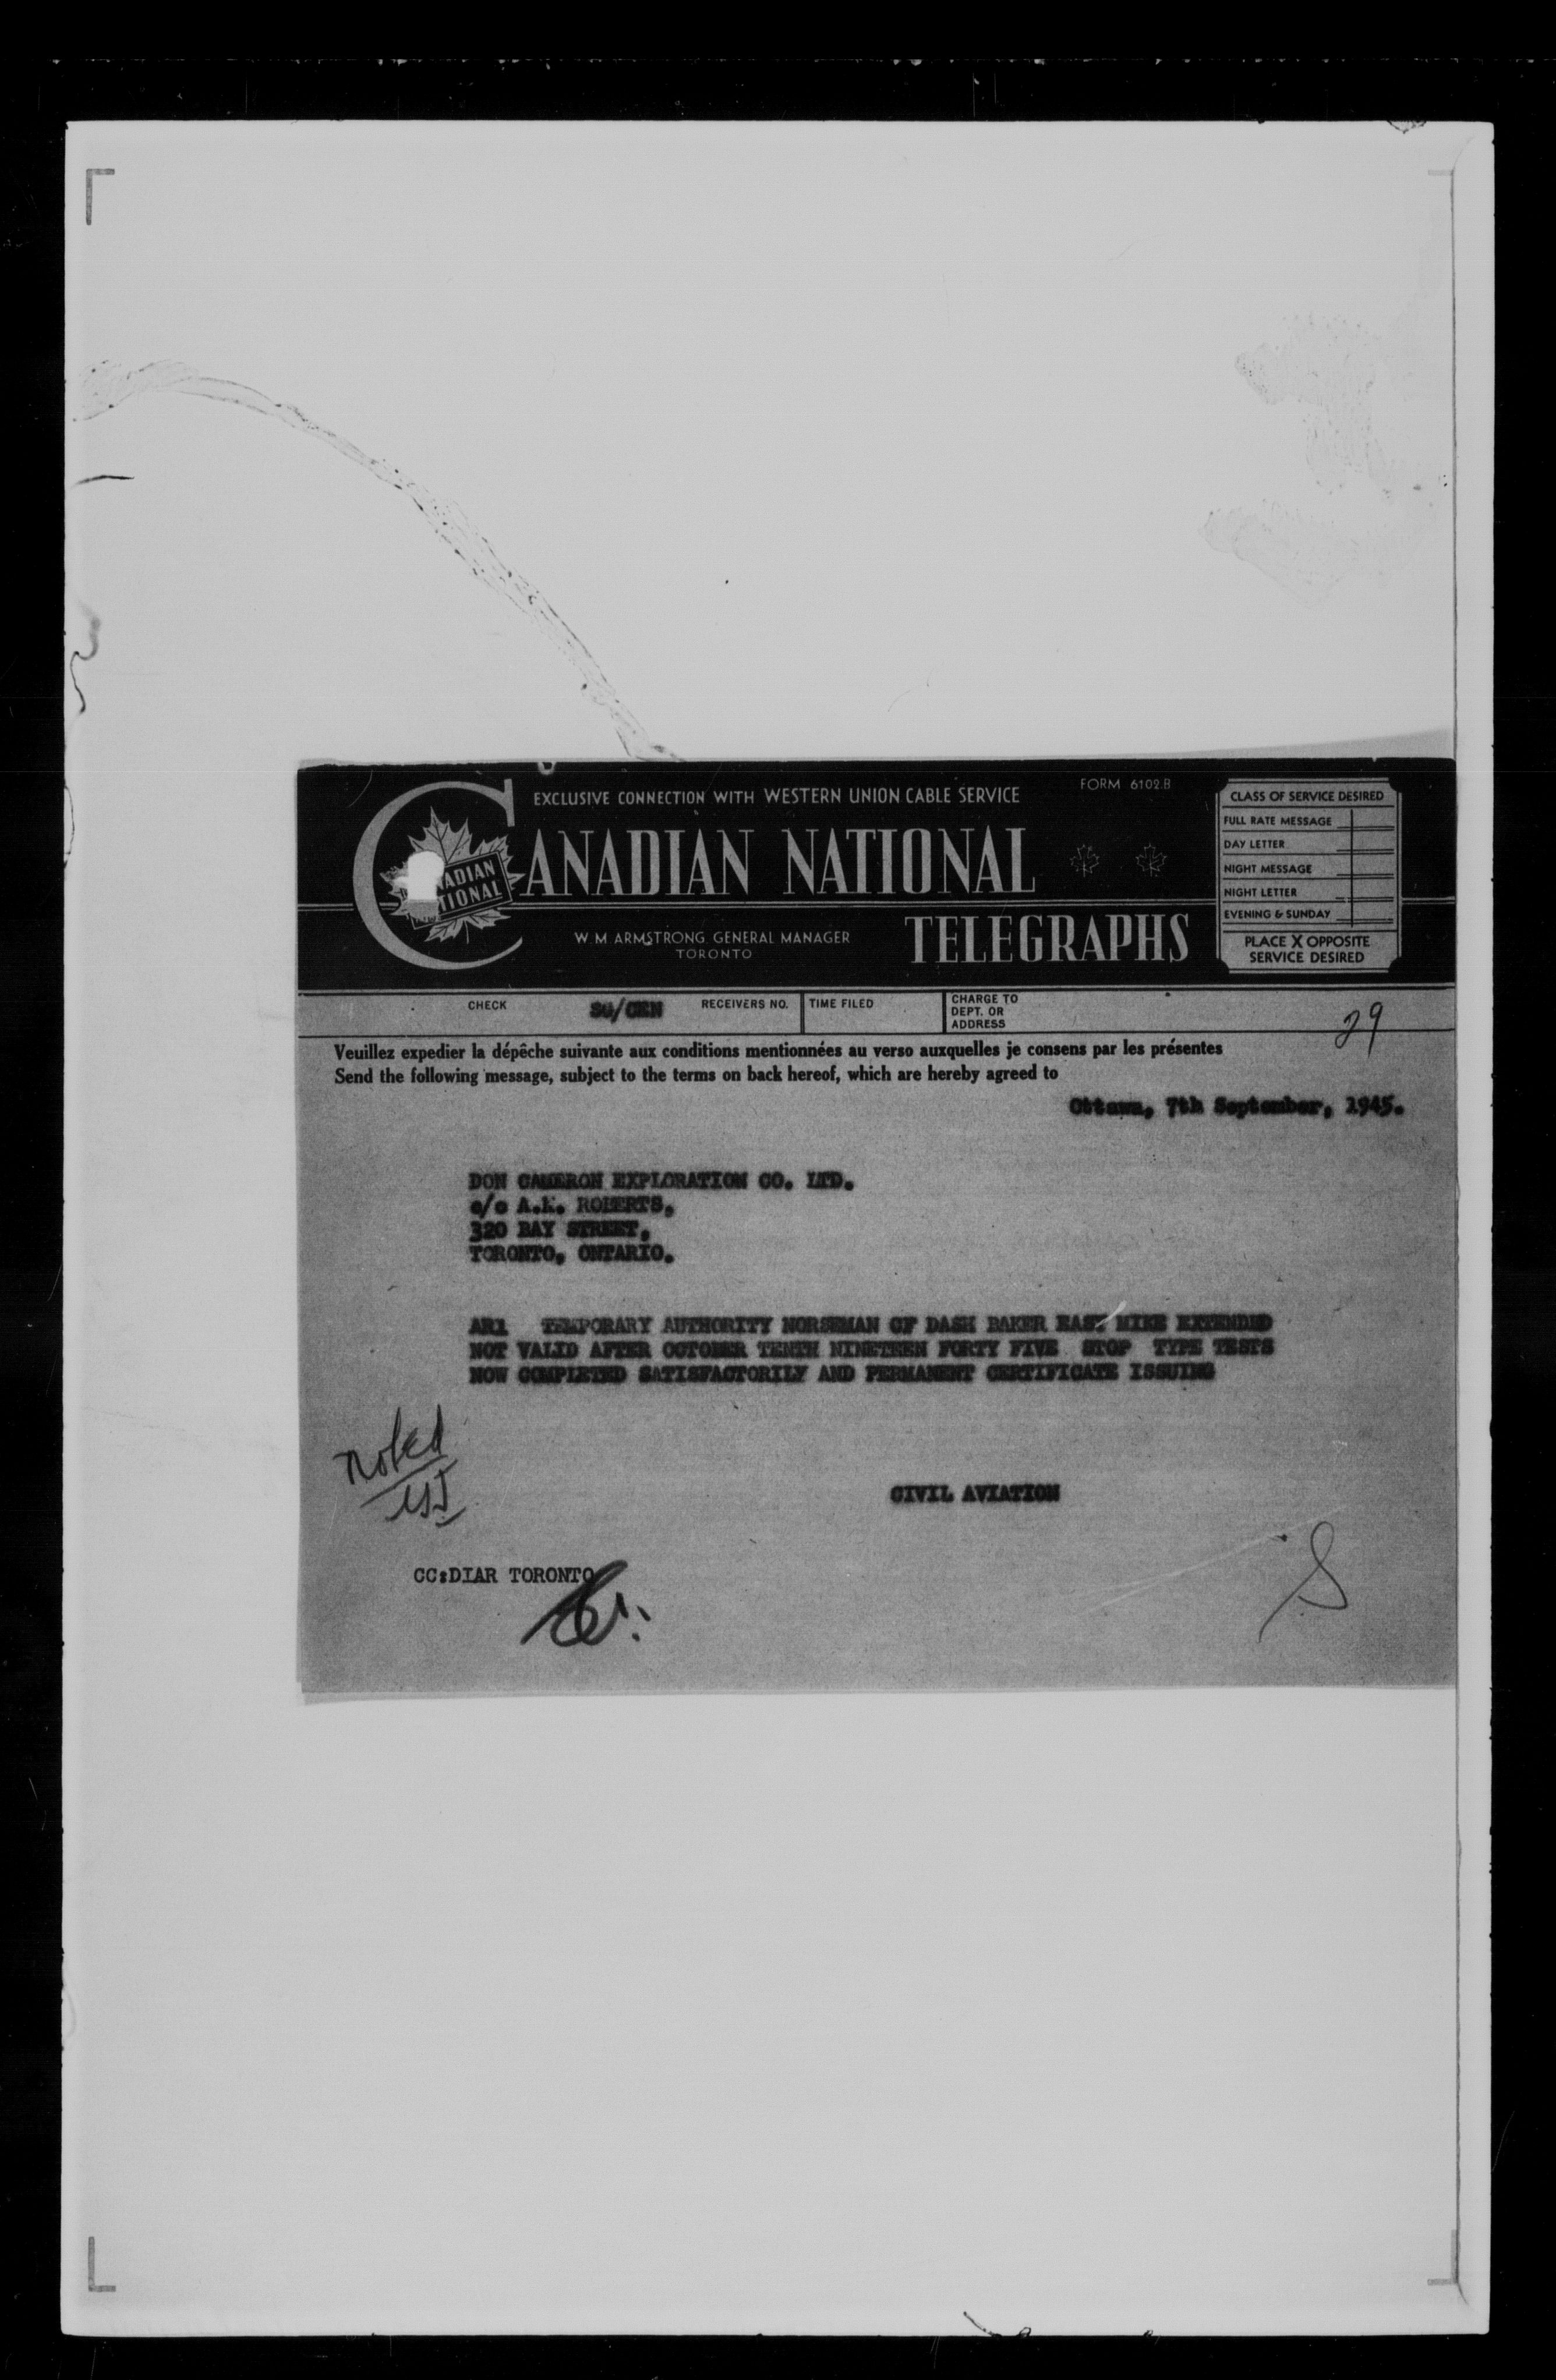 EXCLUSIVE CONNECTION WITH WESTERN UNION CABLE SERVICE
FORM 6102.B
CANADIAN NATIONAL
TELEGRAPHS
W M ARMSTRONG GENERAL MANAGER
TORONTO
CLASS OF SERVICE DESIRED
FULL RATE MESSAGE
DAY LETTER
NIGHT MESSAGE
NIGHT LETTER
EVENING & SUNDAY
PLACE X OPPOSITE
SERVICE DESIRED
CHECK SG/CEN RECEIVERS NO. TIME FILED CHARGE TO
DEPT. OR
ADDRESS
29
Veuillez expedier la dépêche suivante aux conditions mentionnées au verso auxquelles je consens par les présentes
Send the following message, subject to the terms on back hereof, which are hereby agreed to
Ottawa, 7th September, 1945.
DON CAMERON EXPLORATION CO. LTD.
c/o A.K. ROBERTS,
320 BAY STREET,
TORONTO, ONTARIO.
AR1 TEMPORARY AUTHORITY NORSEMAN CF DASH BAKER EASY MIKE EXTENDED
NOT VALID AFTER OCTOBER TENTH NINETEEN FORTY FIVE STOP TYPE TESTS
NOW COMPLETED SATISFACTORILY AND PERMANENT CERTIFICATE ISSUING
noted
CIVIL AVIATION
CC:DIAR TORONTO